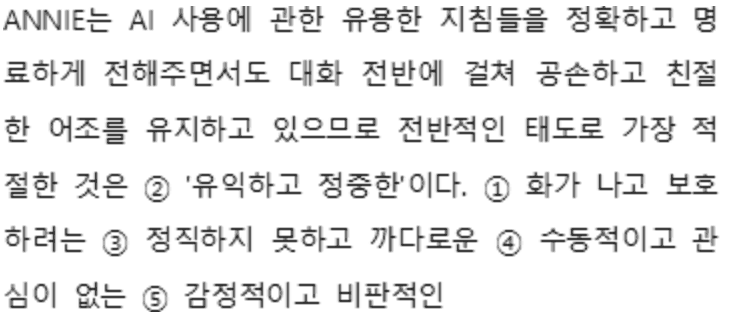 ANNIE는 AI 사용에 관한 유용한 지침들을 정확하고 명
료하게 전해주면서도 대화 전반에 걸쳐 공손하고 친절
한 어조를 유지하고 있으므로 전반적인 태도로 가장 적
절한 것은 ② '유익하고 정중한'이다. ① 화가 나고 보호
하려는 ③ 정직하지 못하고 까다로운 ④ 수동적이고 관
심이 없는 ⑤ 감정적이고 비판적인